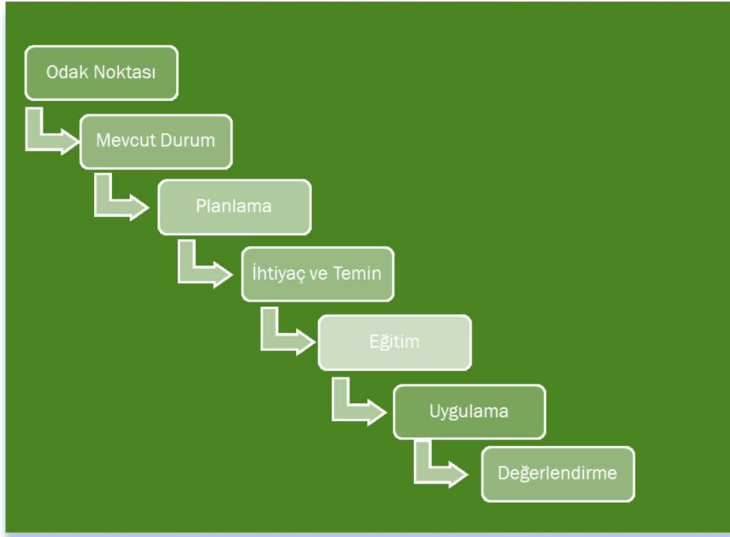 Odak Noktası
Mevcut Durum
Planlama
İhtiyaç ve Temin
Eğitim
Uygulama
Değerlendirme